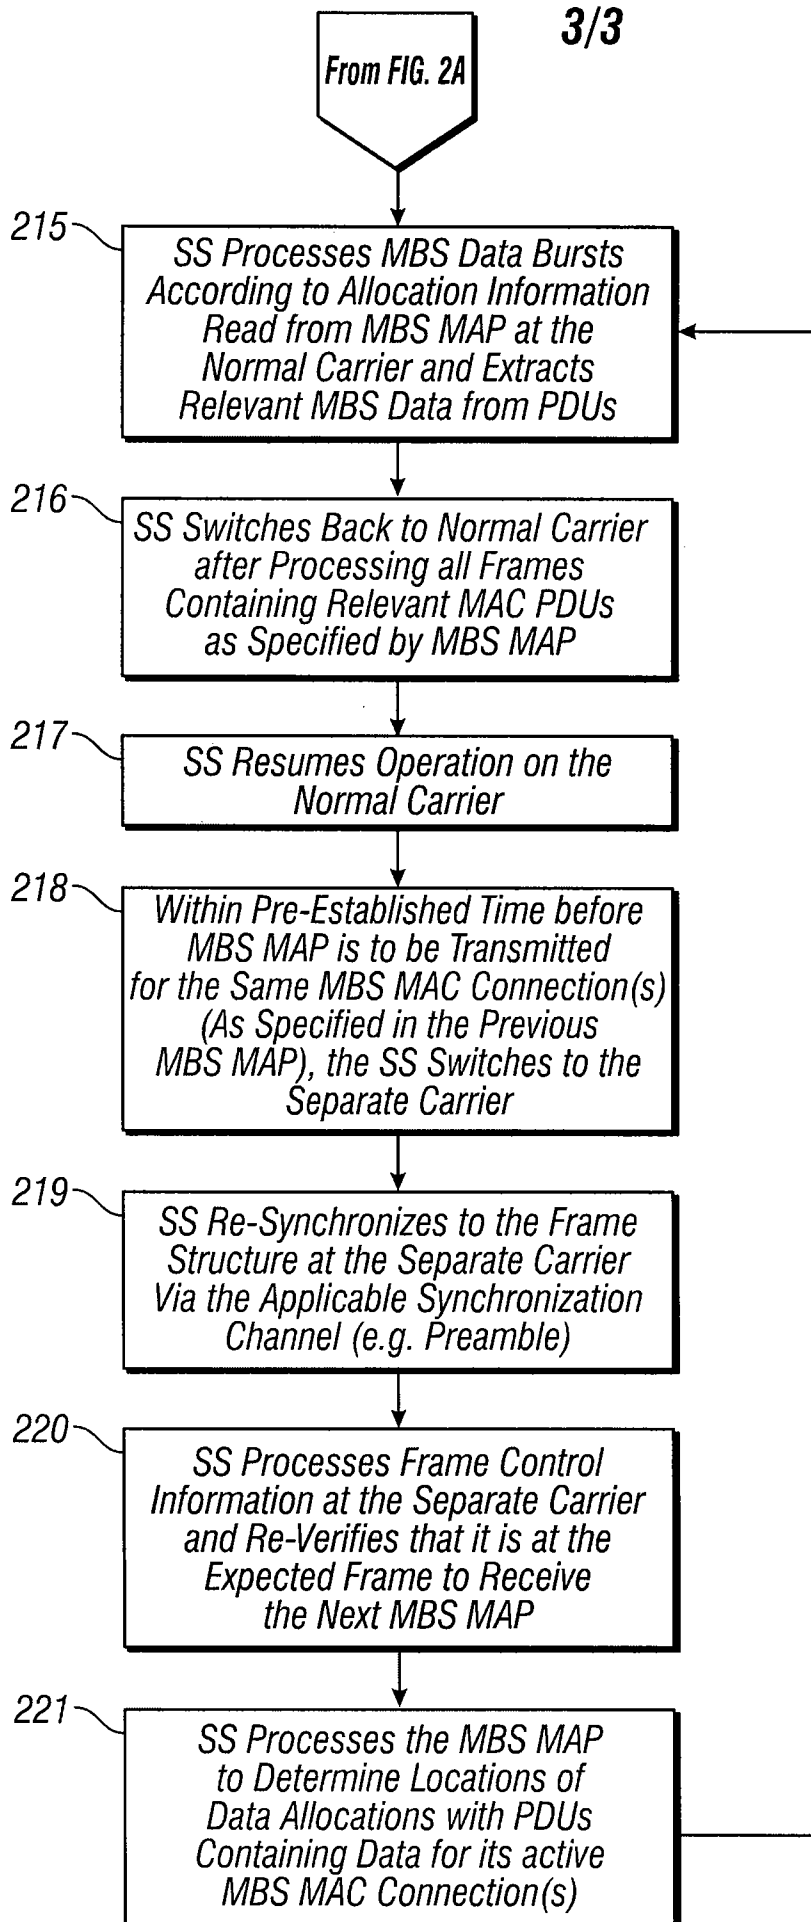 3/3
From FIG. 2A
215
SS Processes MBS Data Bursts
According to Allocation Information
Read from MBS MAP at the
Normal Carrier and Extracts
Relevant MBS Data from PDUs
216
SS Switches Back to Normal Carrier
after Processing all Frames
Containing Relevant MAC PDUs
as Specified by MBS MAP
217
SS Resumes Operation on the
Normal Carrier
218
Within Pre-Established Time before
MBS MAP is to be Transmitted
for the Same MBS MAC Connection(s)
(As Specified in the Previous
MBS MAP), the SS Switches to the
Separate Carrier
219
SS Re-Synchronizes to the Frame
Structure at the Separate Carrier
Via the Applicable Synchronization
Channel (e.g. Preamble)
220
SS Processes Frame Control
Information at the Separate Carrier
and Re-Verifies that it is at the
Expected Frame to Receive
the Next MBS MAP
221
SS Processes the MBS MAP
to Determine Locations of
Data Allocations with PDUs
Containing Data for its active
MBS MAC Connection(s)